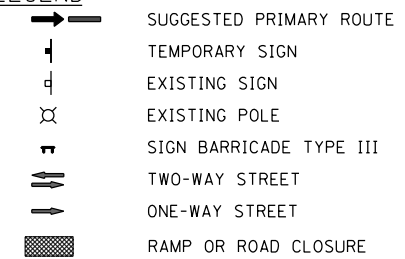 LEGEND
SUGGESTED PRIMARY ROUTE
TEMPORARY SIGN
EXISTING SIGN
EXISTING POLE
SIGN BARRICADE TYPE III
TWO-WAY STREET
ONE-WAY STREET
RAMP OR ROAD CLOSURE